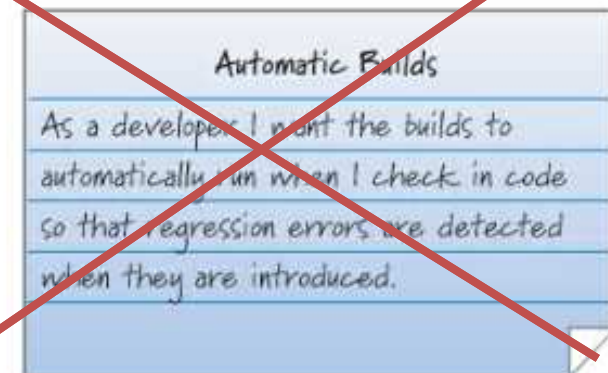 Automatic Builds
As a developer I want the builds to
automatically run when I check in code
so that regression errors are detected
when they are introduced.